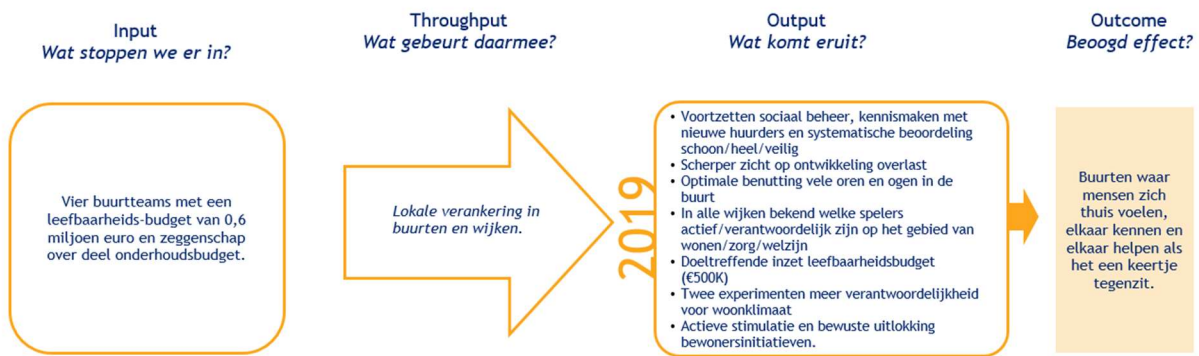 Input
Wat stoppen we er in?
Throughput
Wat gebeurt daarmee?
Output
Wat komt eruit?
Outcome
Beoogd effect?
Vier buurtteams met een
leefbaarheids-budget van 0,6
miljoen euro en zeggenschap
over deel onderhoudsbudget.
Lokale verankering in
buurten en wijken.
2019
• Voortzetten sociaal beheer, kennismaken met
nieuwe huurders en systematische beoordeling
schoon/heel/veilig
• Scherper zicht op ontwikkeling overlast
• Optimale benutting vele oren en ogen in de
buurt
• In alle wijken bekend welke spelers
actief/verantwoordelijk zijn op het gebied van
wonen/zorg/welzijn
• Doeltreffende inzet leefbaarheidsbudget
(€500K)
• Twee experimenten meer verantwoordelijkheid
voor woonklimaat
• Actieve stimulatie en bewuste uitlokking
bewonersinitiatieven.
Buurten waar
mensen zich
thuis voelen,
elkaar kennen en
elkaar helpen als
het een keertje
tegenzit.